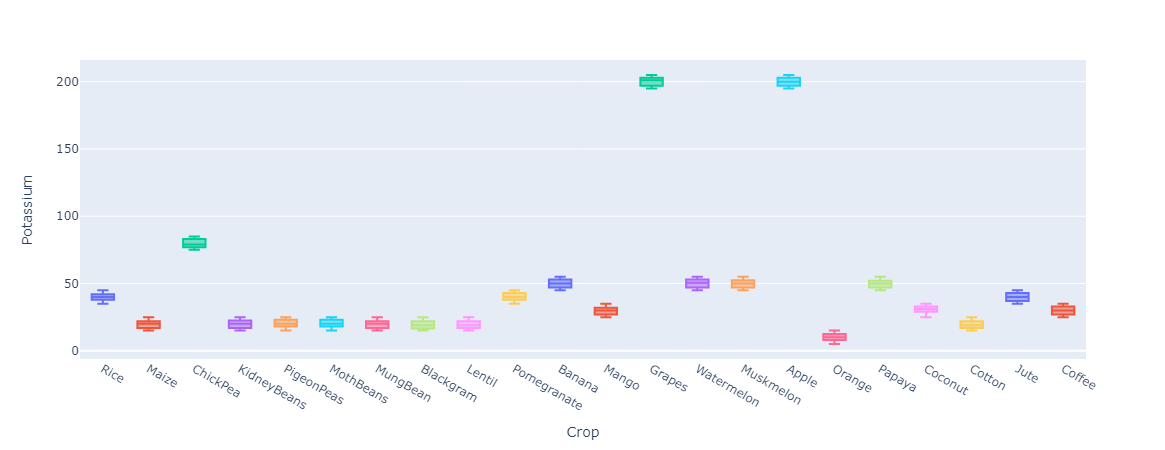 200
150
100
50
0
Potassium
Rice
Maize
ChickPea
KidneyBeans
PigeonPeas
MothBeans
MungBean
Blackgram
Lentil
Pomegranate
Banana
Mango
Grapes
Watermelon
Muskmelon
Apple
Orange
Papaya
Coconut
Cotton
Jute
Coffee
Crop